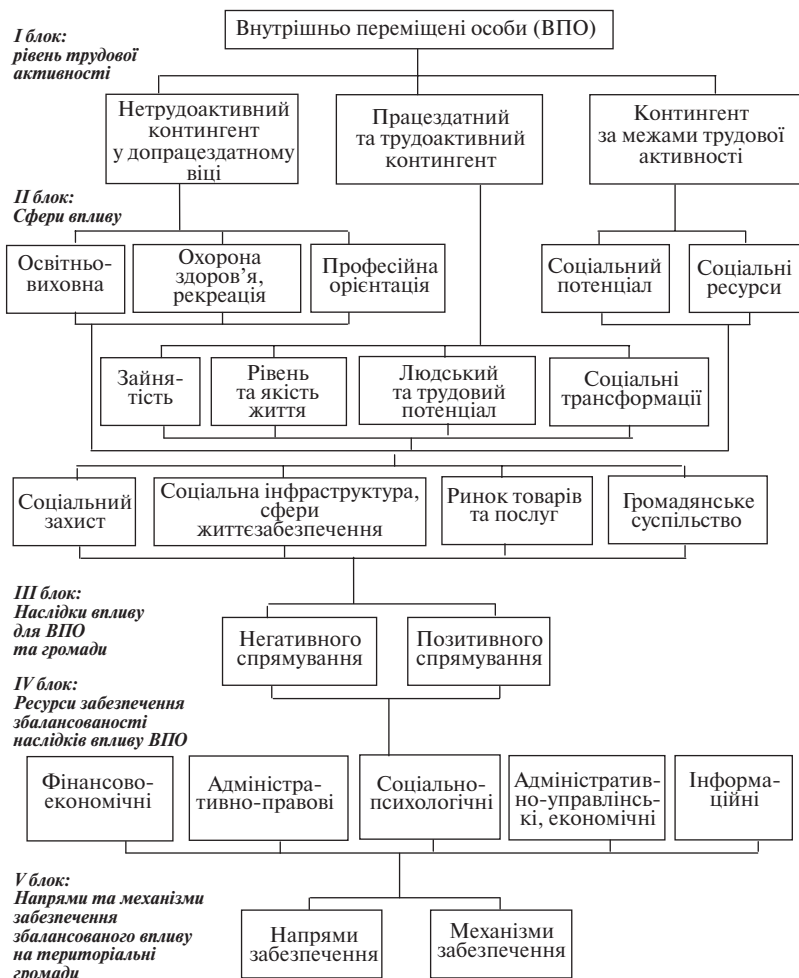 Внутрішньо переміщені особи (ВПО)
I блок:
рівень трудової
активності
Нетрудоактивний
контингент
у допрацездатному
віці
Працездатний
та трудоактивний
контингент
Контингент
за межами трудової
активності
II блок:
Сфери впливу
Освітньо-
виховна
Охорона
здоров’я,
рекреація
Професійна
орієнтація
Соціальний
потенціал
Соціальні
ресурси
Зайня-
тість
Рівень
та якість
життя
Людський
та трудовий
потенціал
Соціальні
трансформації
Соціальний
захист
Соціальна інфраструктура,
сфери
життєзабезпечення
Ринок товарів
та послуг
Громадянське
суспільство
III блок:
Наслідки впливу
для ВПО
та громади
Негативного
спрямування
Позитивного
спрямування
IV блок:
Ресурси забезпечення
збалансованості
наслідків впливу ВПО
Фінансово-
економічні
Адміністра-
тивно-правові
Соціально-
психологічні
Адміністратив-
но-управлінсь-
кі, економічні
Інформа-
ційні
V блок:
Напрями та механізми
забезпечення
збалансованого впливу
на територіальні
громади
Напрями
забезпечення
Механізми
забезпечення